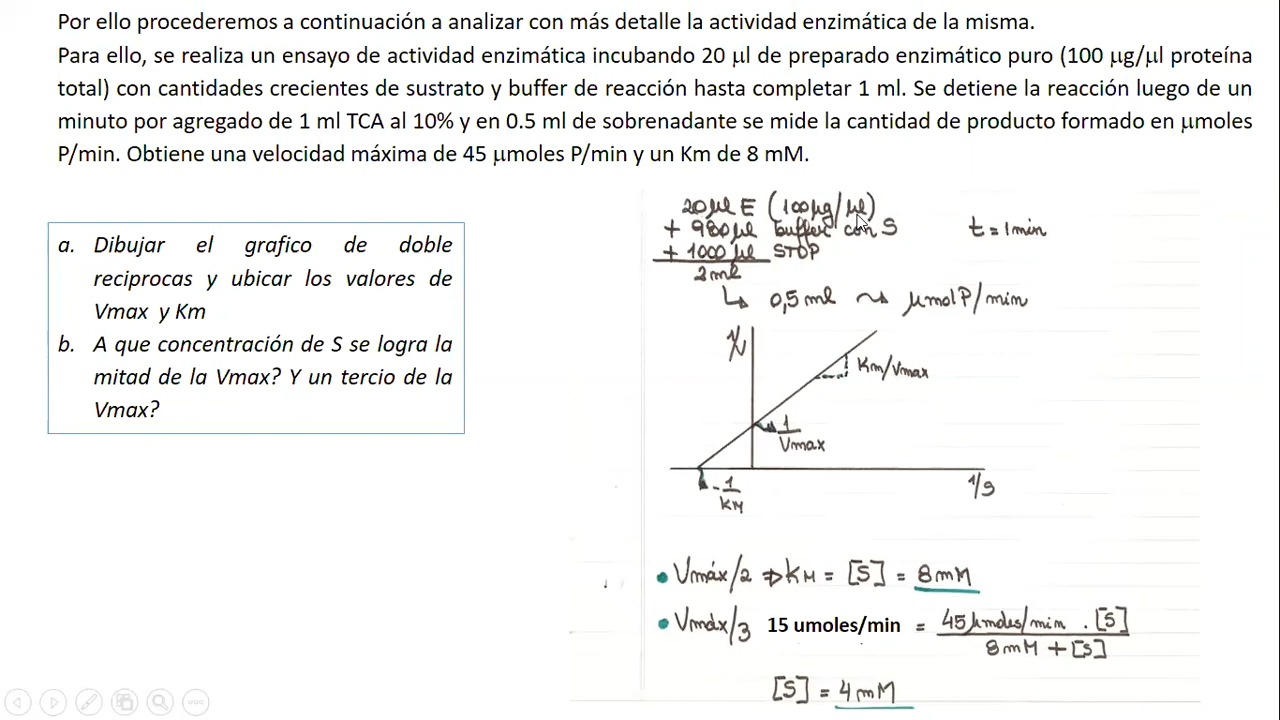 Por ello procederemos a continuación a analizar con más detalle la actividad enzimática de la misma.
Para ello, se realiza un ensayo de actividad enzimática incubando 20 μl de preparado enzimático puro (100 μg/μl proteína
total) con cantidades crecientes de sustrato y buffer de reacción hasta completar 1 ml. Se detiene la reacción luego de un
minuto por agregado de 1 ml TCA al 10% y en 0.5 ml de sobrenadante se mide la cantidad de producto formado en μmoles
P/min. Obtiene una velocidad máxima de 45 μmoles P/min y un Km de 8 mM.
a. Dibujar el grafico de doble
reciprocas y ubicar los valores de
Vmax y Km
b. A que concentración de S se logra la
mitad de la Vmax? Y un tercio de la
Vmax?
20μl E (100μg/μl)
+ 980μl buffer con S t = 1min
+ 1000 μl STOP
2ml
↳ 0,5ml ⤳ μmolP/min
1/V
Km/Vmax
1/Vmax
1/S
-1/KM
• Vmáx/2 ⇒ KM = [S] = 8mM
• Vmáx/3 15 umoles/min = 45μmoles/min . [S] / 8mM + [S]
[S] = 4mM